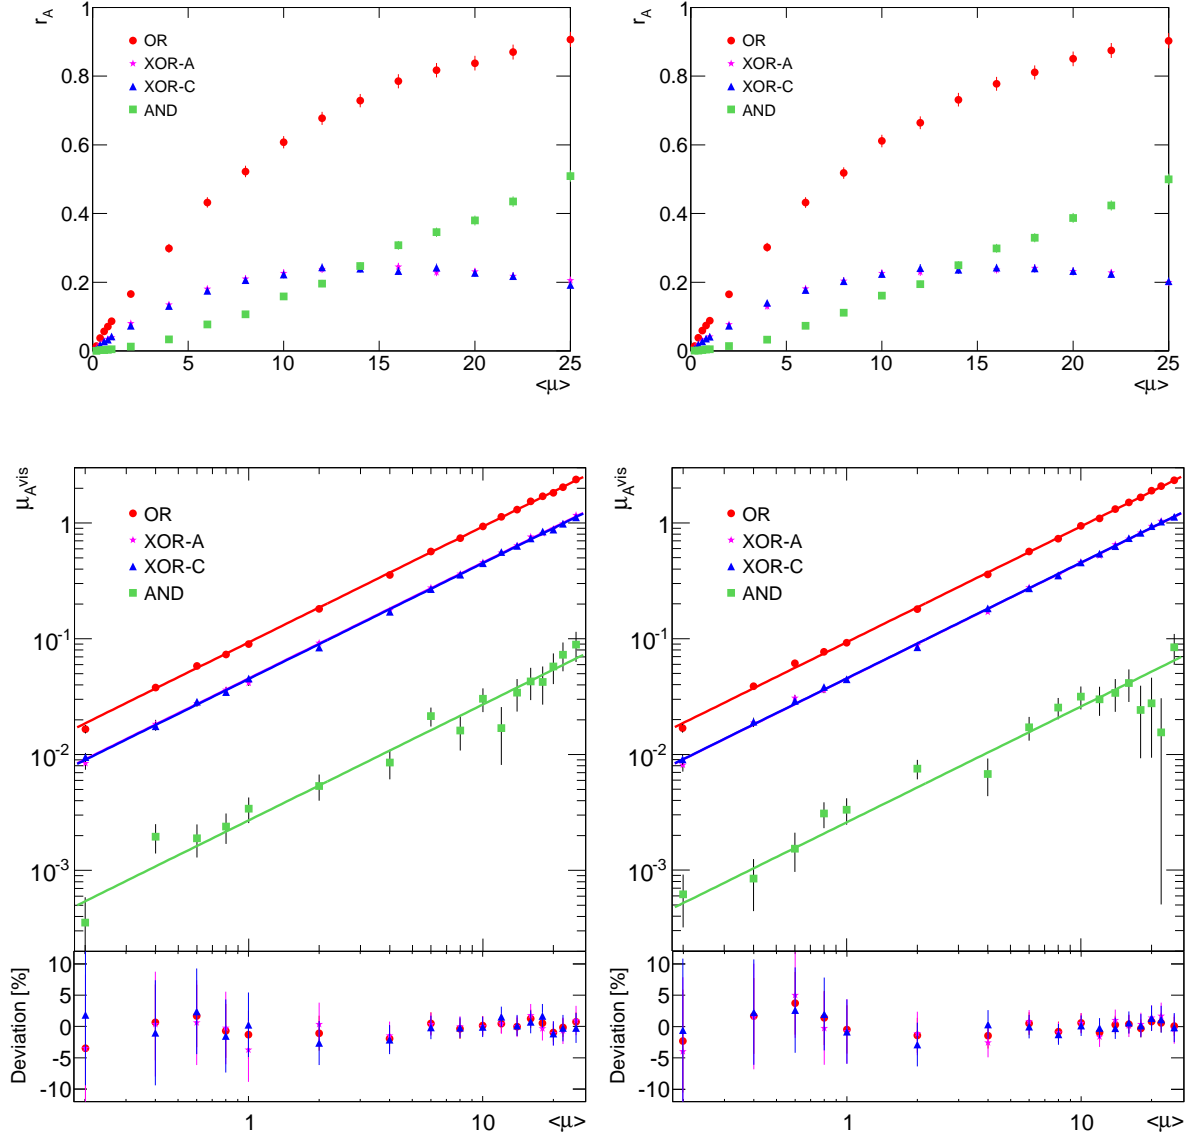 r_A
1
0.8
0.6
0.4
0.2
0
OR
XOR-A
XOR-C
AND
0 5 10 15 20 25
<μ>
r_A
1
0.8
0.6
0.4
0.2
0
OR
XOR-A
XOR-C
AND
0 5 10 15 20 25
<μ>
μ_A^vis
1
10^-1
10^-2
10^-3
OR
XOR-A
XOR-C
AND
Deviation [%]
10
5
0
-5
-10
1 10 <μ>
μ_A^vis
1
10^-1
10^-2
10^-3
OR
XOR-A
XOR-C
AND
Deviation [%]
10
5
0
-5
-10
1 10 <μ>